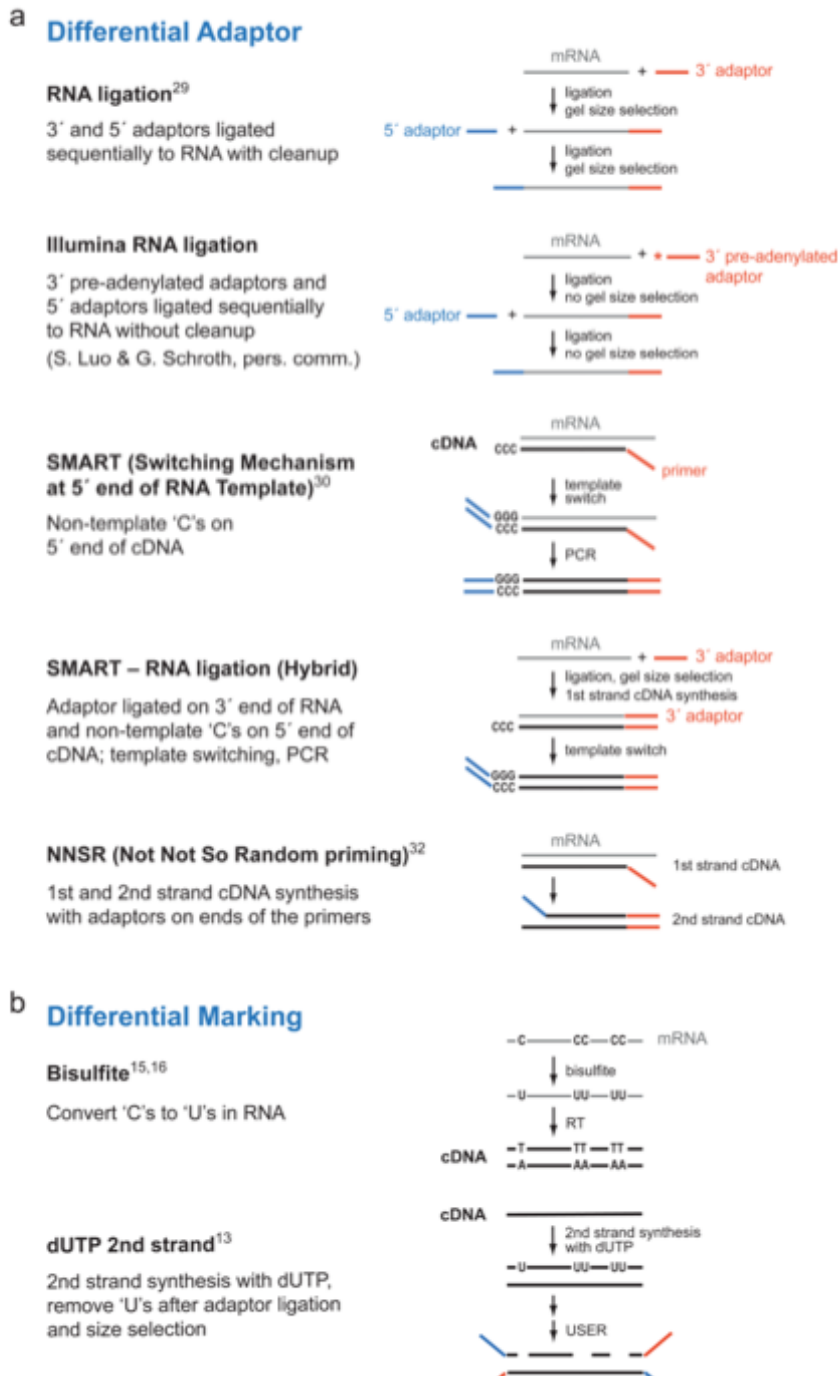 a
Differential Adaptor
RNA ligation29
3´ and 5´ adaptors ligated
sequentially to RNA with cleanup
mRNA
+ 3´ adaptor
ligation
gel size selection
5´ adaptor +
ligation
gel size selection
Illumina RNA ligation
3´ pre-adenylated adaptors and
5´ adaptors ligated sequentially
to RNA without cleanup
(S. Luo & G. Schroth, pers. comm.)
mRNA
+ * 3´ pre-adenylated
adaptor
ligation
no gel size selection
5´ adaptor +
ligation
no gel size selection
SMART (Switching Mechanism
at 5´ end of RNA Template)30
Non-template ‘C’s on
5´ end of cDNA
mRNA
cDNA
CCC
primer
template
switch
GGG
CCC
PCR
GGG
CCC
SMART – RNA ligation (Hybrid)
Adaptor ligated on 3´ end of RNA
and non-template ‘C’s on 5´ end of
cDNA; template switching, PCR
mRNA
+ 3´ adaptor
ligation, gel size selection
1st strand cDNA synthesis
3´ adaptor
CCC
template switch
GGG
CCC
NNSR (Not Not So Random priming)32
1st and 2nd strand cDNA synthesis
with adaptors on ends of the primers
mRNA
1st strand cDNA
2nd strand cDNA
b
Differential Marking
Bisulfite15,16
Convert ‘C’s to ‘U’s in RNA
C CC CC mRNA
bisulfite
U UU UU
RT
T TT TT
cDNA
A AA AA
dUTP 2nd strand13
2nd strand synthesis with dUTP,
remove ‘U’s after adaptor ligation
and size selection
cDNA
2nd strand synthesis
with dUTP
U UU UU
USER